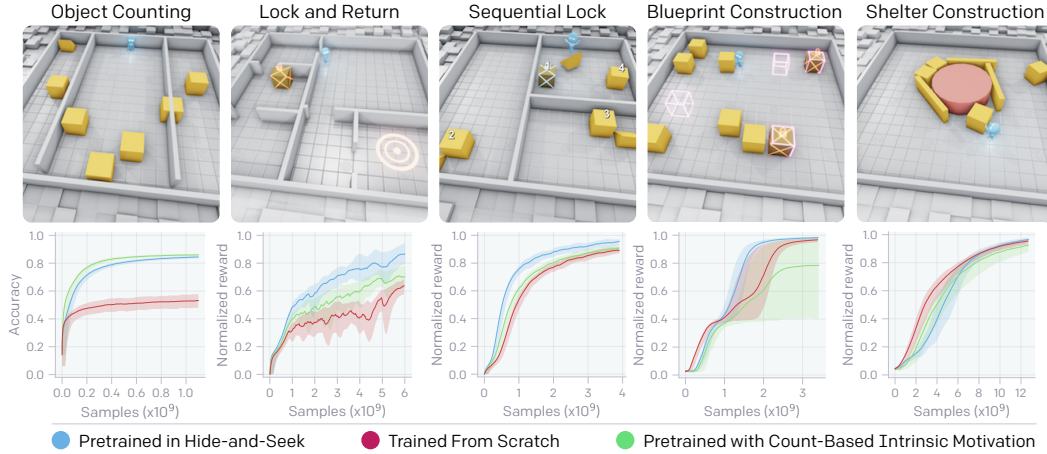 Object Counting
Lock and Return
Sequential Lock
Blueprint Construction
Shelter Construction
2
1
4
3
Accuracy
1.0
0.8
0.6
0.4
0.2
0.0
0.0 0.2 0.4 0.6 0.8 1.0
Samples (x10⁹)
Normalized reward
1.0
0.8
0.6
0.4
0.2
0.0
0 1 2 3 4 5 6
Samples (x10⁹)
Normalized reward
1.0
0.8
0.6
0.4
0.2
0.0
0 1 2 3 4
Samples (x10⁹)
Normalized reward
1.0
0.8
0.6
0.4
0.2
0.0
0 1 2 3
Samples (x10⁹)
Normalized reward
1.0
0.8
0.6
0.4
0.2
0.0
0 2 4 6 8 10 12
Samples (x10⁹)
Pretrained in Hide-and-Seek
Trained From Scratch
Pretrained with Count-Based Intrinsic Motivation